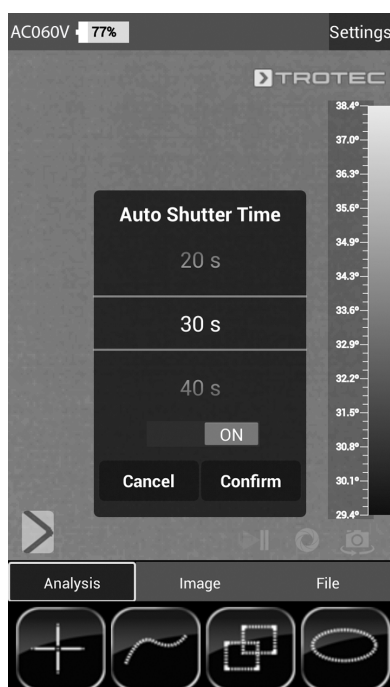 AC060V 77% Settings
TROTEC
38.4°
37.0°
36.3°
35.6°
Auto Shutter Time
34.9°
20 s
34.3°
33.6°
30 s
32.9°
32.2°
40 s
31.5°
ON
30.8°
Cancel Confirm
30.1°
29.4°
Analysis Image File